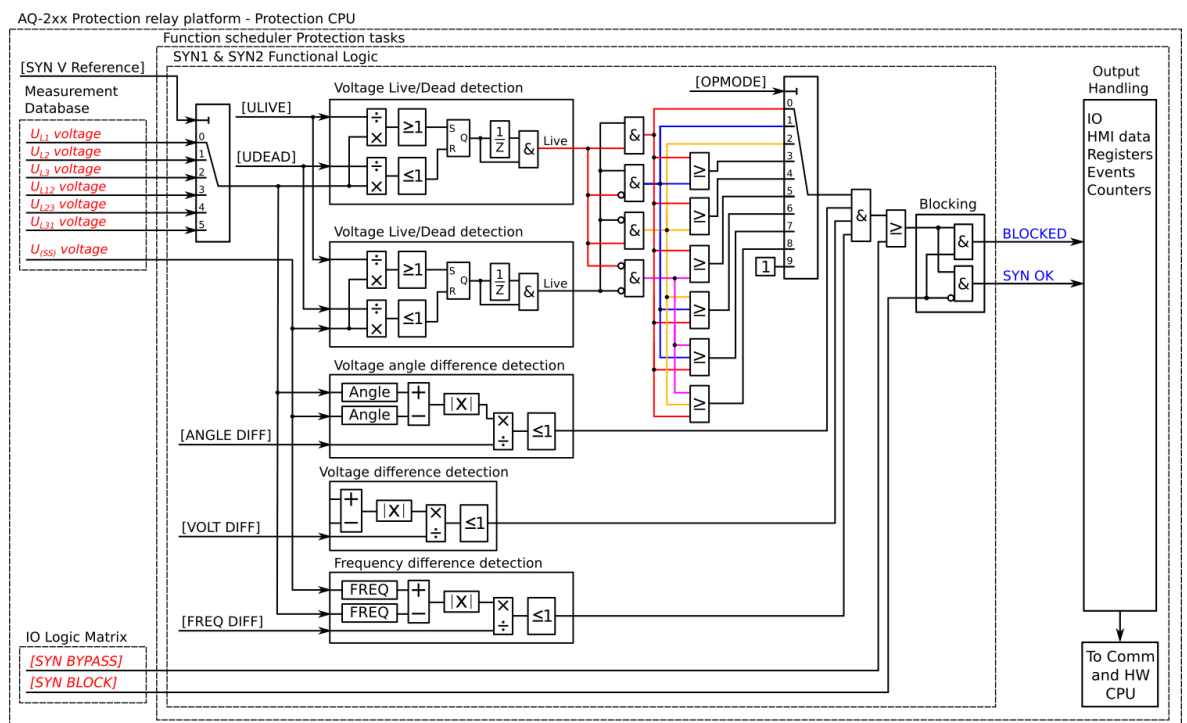 AQ-2xx Protection relay platform - Protection CPU
Function scheduler Protection tasks
SYN1 & SYN2 Functional Logic
[SYN V Reference]
Measurement
Database
UL1 voltage
UL2 voltage
UL3 voltage
UL12 voltage
UL23 voltage
UL31 voltage
U(SS) voltage
0
1
2
3
4
5
[ULIVE]
[UDEAD]
Voltage Live/Dead detection
÷
×
≥1
÷
×
≤1
S
R
Q
1
Z
&
Live
Voltage Live/Dead detection
÷
×
≥1
÷
×
≤1
S
R
Q
1
Z
&
Live
&
&
&
&
≥
≥
≥
≥
≥
≥
[OPMODE]
0
1
2
3
4
5
6
7
8
9
1
&
≥
Blocking
&
&
BLOCKED
SYN OK
Voltage angle difference detection
Angle
Angle
+
−
|X|
×
÷
≤1
[ANGLE DIFF]
Voltage difference detection
+
−
|X|
×
÷
≤1
[VOLT DIFF]
Frequency difference detection
FREQ
FREQ
+
−
|X|
×
÷
≤1
[FREQ DIFF]
IO Logic Matrix
[SYN BYPASS]
[SYN BLOCK]
Output
Handling
IO
HMI data
Registers
Events
Counters
To Comm
and HW
CPU